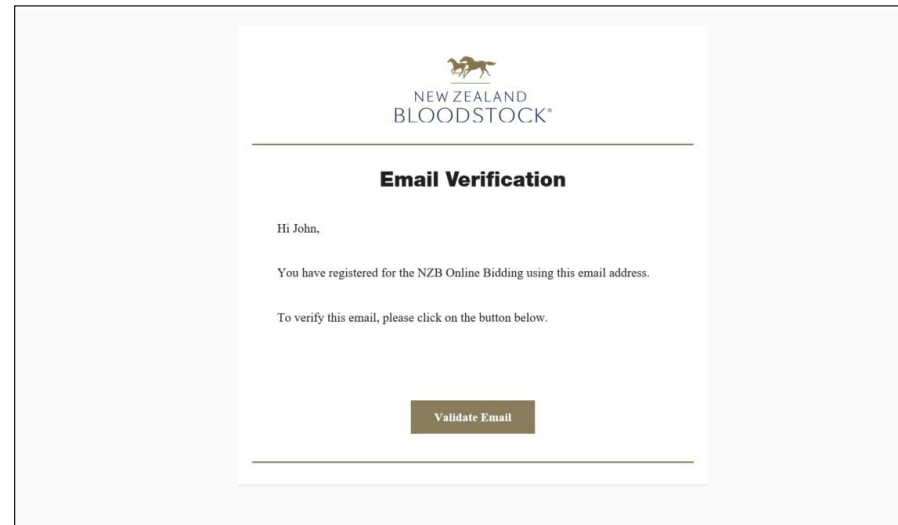 NEW ZEALAND
BLOODSTOCK®
Email Verification
Hi John,
You have registered for the NZB Online Bidding using this email address.
To verify this email, please click on the button below.
Validate Email